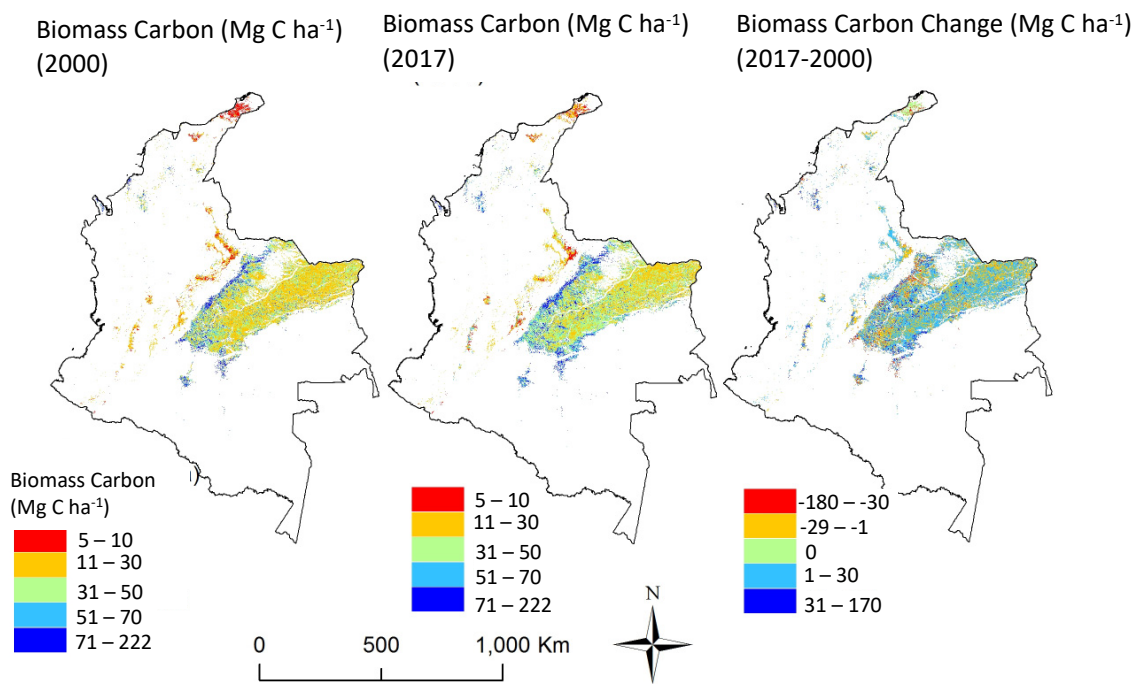 Biomass Carbon (Mg C ha-1)
(2000)
Biomass Carbon (Mg C ha-1)
(2017)
Biomass Carbon Change (Mg C ha-1)
(2017-2000)
Biomass Carbon
(Mg C ha-1)
)
5 – 10
11 – 30
31 – 50
51 – 70
71 – 222
5 – 10
11 – 30
31 – 50
51 – 70
71 – 222
-180 – -30
-29 – -1
0
1 – 30
31 – 170
0 500 1,000 Km
N